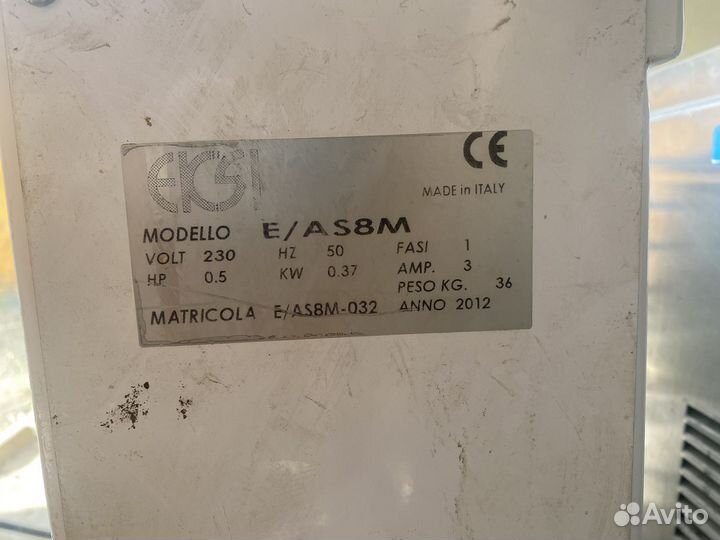 EKSI
CE
MADE in ITALY
MODELLO E/AS8M
VOLT 230 HZ 50 FASI 1
HP 0.5 KW 0.37 AMP. 3
PESO KG. 36
MATRICOLA E/AS8M-032 ANNO 2012
Avito